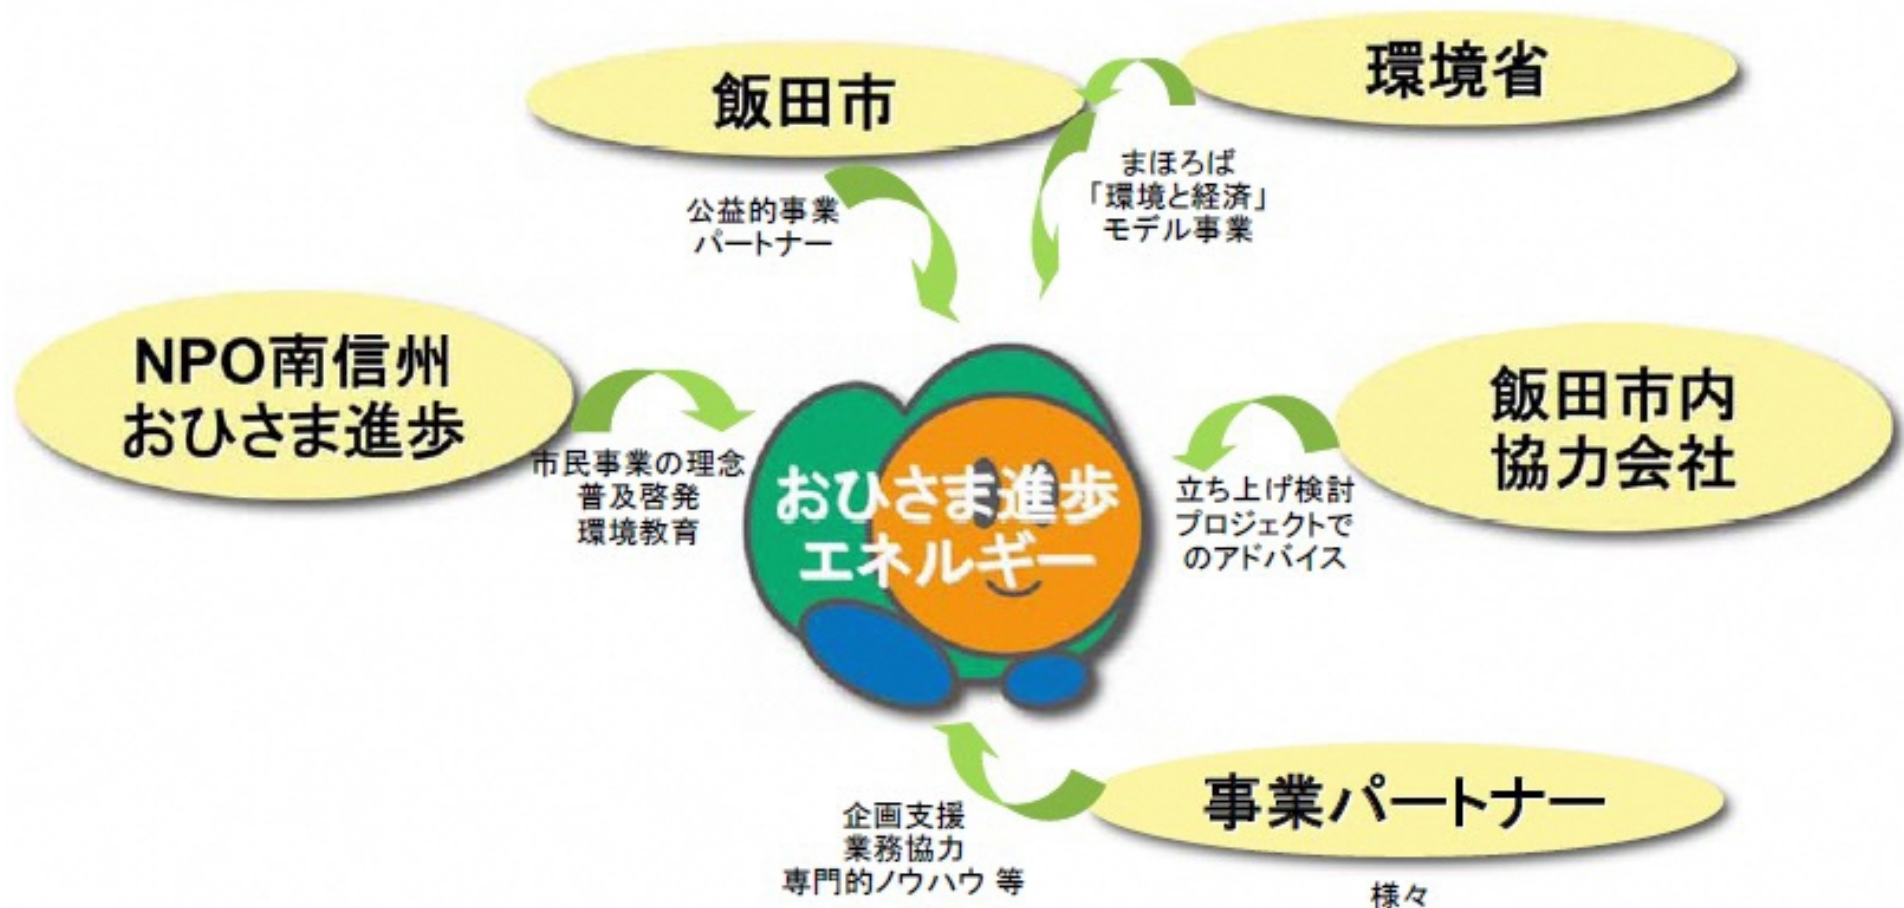 環境省
飯田市
まほろば
「環境と経済」
モデル事業
公益的事業
パートナー
NPO南信州
おひさま進歩
市民事業の理念
普及啓発
環境教育
おひさま進歩
エネルギー
飯田市内
協力会社
立ち上げ検討
プロジェクトで
のアドバイス
事業パートナー
様々
企画支援
業務協力
専門的ノウハウ 等